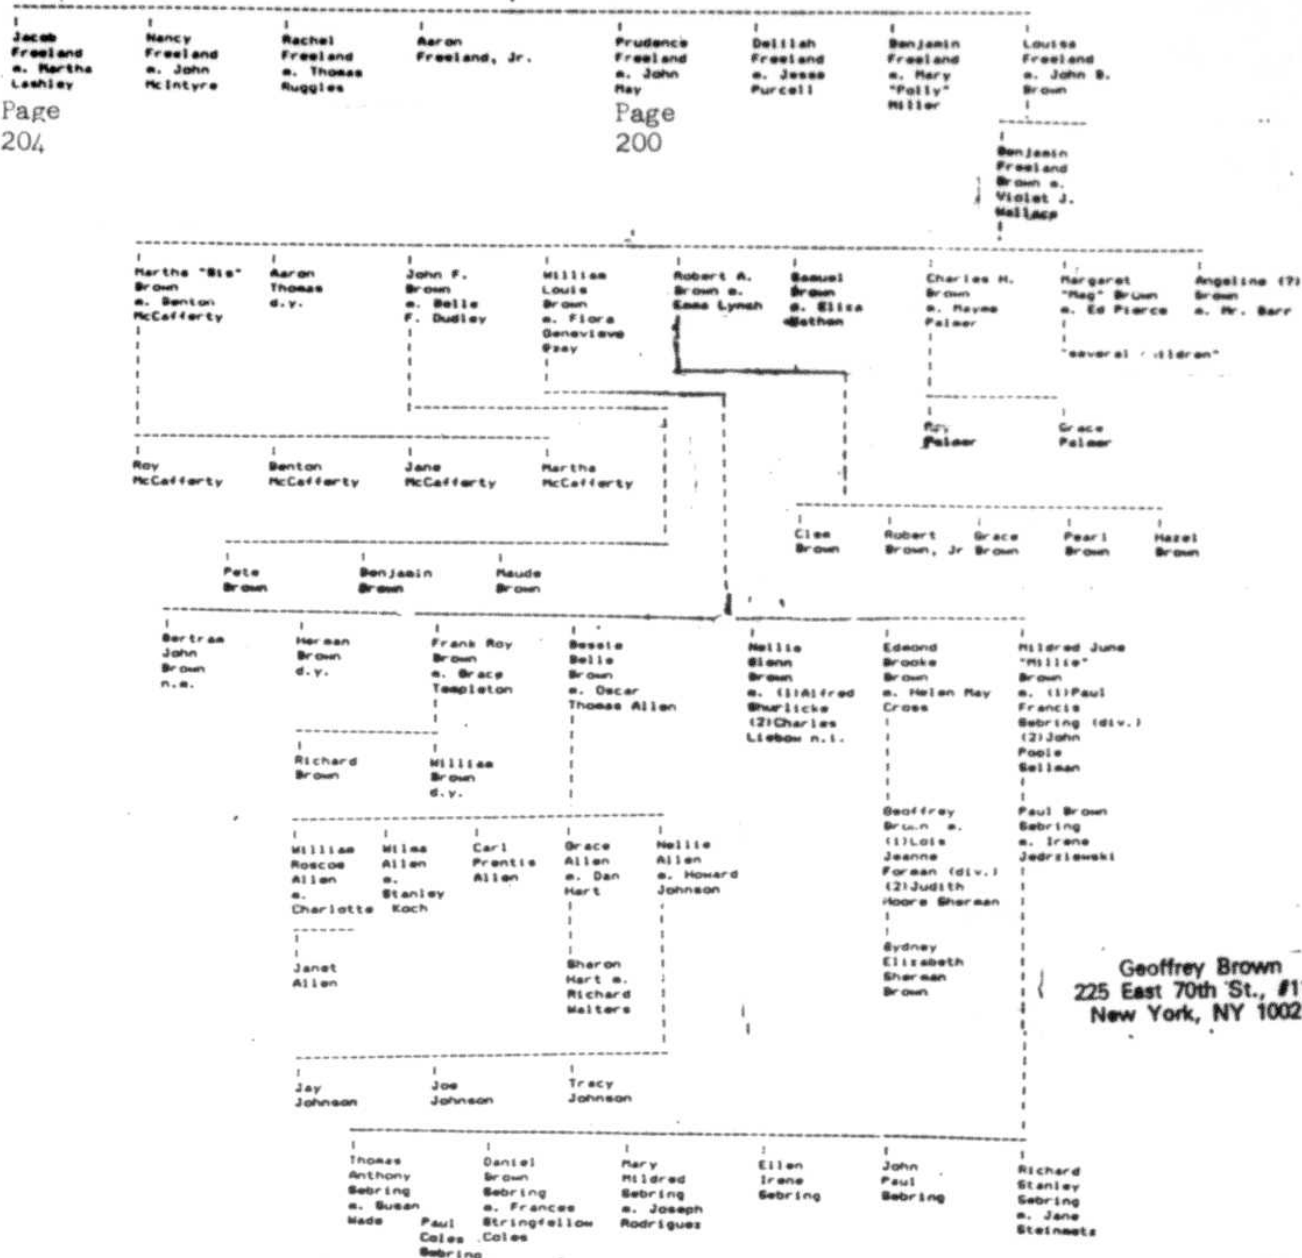 Jacob
Freeland
m. Martha
Lashley
Nancy
Freeland
m. John
McIntyre
Rachel
Freeland
m. Thomas
Ruggles
Aaron
Freeland, Jr.
Prudence
Freeland
m. John
May
Delilah
Freeland
m. Jesse
Purcell
Benjamin
Freeland
m. Mary
"Polly"
Miller
Louisa
Freeland
m. John B.
Brown
Page
204
Page
200
Benjamin
Freeland
Brown m.
Violet J.
Wallace
Martha "Sis"
Brown
m. Benton
McCafferty
Aaron
Thomas
d.y.
John F.
Brown
m. Belle
F. Dudley
William
Louis
Brown
m. Flora
Genevieve
Gray
Robert A.
Brown m.
Emma Lynch
Samuel
Brown
m. Eliza
Mathen
Charles H.
Brown
m. Mayme
Palmer
Margaret
"Mag" Brown
m. Ed Pierce
"several children"
Angeline (?)
Brown
m. Mr. Barr
Roy
Palmer
Grace
Palmer
Roy
McCafferty
Benton
McCafferty
Jane
McCafferty
Martha
McCafferty
Clem
Brown
Robert
Brown, Jr
Grace
Brown
Pearl
Brown
Hazel
Brown
Pete
Brown
Benjamin
Brown
Maude
Brown
Bertram
John
Brown
n.m.
Herman
Brown
d.y.
Frank Roy
Brown
m. Grace
Templeton
Bessie
Belle
Brown
m. Oscar
Thomas Allen
Nellie
Glenn
Brown
m. (1)Alfred
Shurlicke
(2)Charles
Liebow n.i.
Edmond
Brooke
Brown
m. Helen May
Cross
Mildred June
"Millie"
Brown
m. (1)Paul
Francis
Sebring (div.)
(2)John
Poole
Sellman
Richard
Brown
William
Brown
d.y.
Geoffrey
Brown m.
(1)Lois
Jeanne
Forman (div.)
(2)Judith
Moore Sherman
Paul Brown
Sebring
m. Irene
Jedrziewski
William
Roscoe
Allen
m.
Charlotte
Wilma
Allen
m.
Stanley
Koch
Carl
Prentis
Allen
Grace
Allen
m. Dan
Hart
Nellie
Allen
m. Howard
Johnson
Janet
Allen
Sharon
Hart m.
Richard
Walters
Sydney
Elizabeth
Sherman
Brown
Geoffrey Brown
225 East 70th St., #1
New York, NY 1002
Jay
Johnson
Joe
Johnson
Tracy
Johnson
Thomas
Anthony
Sebring
m. Susan
Wade
Daniel
Brown
Sebring
m. Frances
Stringfellow
Coles
Paul
Coles
Sebring
Mary
Mildred
Sebring
m. Joseph
Rodriguez
Ellen
Irene
Sebring
John
Paul
Sebring
Richard
Stanley
Sebring
m. Jane
Steinmetz